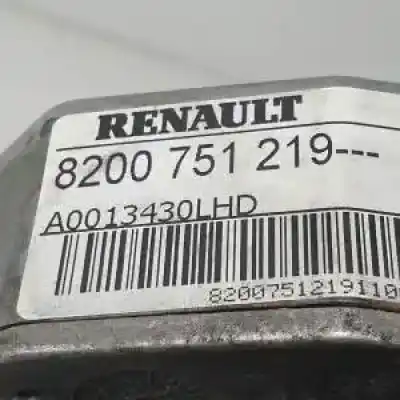 RENAULT
8200 751 219---
A0013430LHD
820075121911